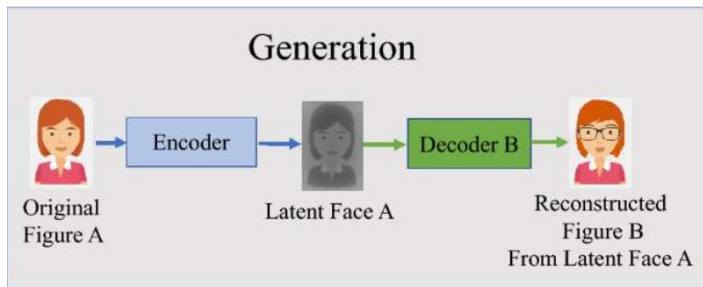 Generation
Encoder
Decoder B
Original
Figure A
Latent Face A
Reconstructed
Figure B
From Latent Face A